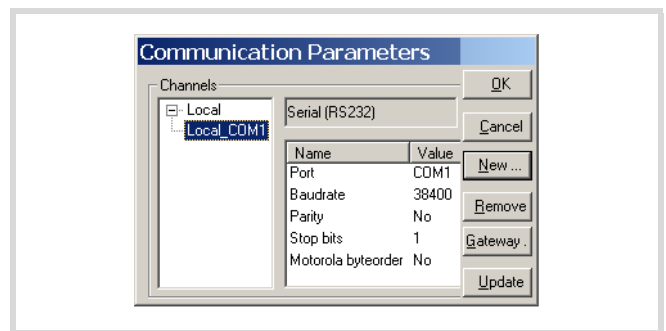 Communication Parameters
Channels
Local
Local_COM1
Serial (RS232)
Name Value
Port COM1
Baudrate 38400
Parity No
Stop bits 1
Motorola byteorder No
OK
Cancel
New ...
Remove
Gateway .
Update